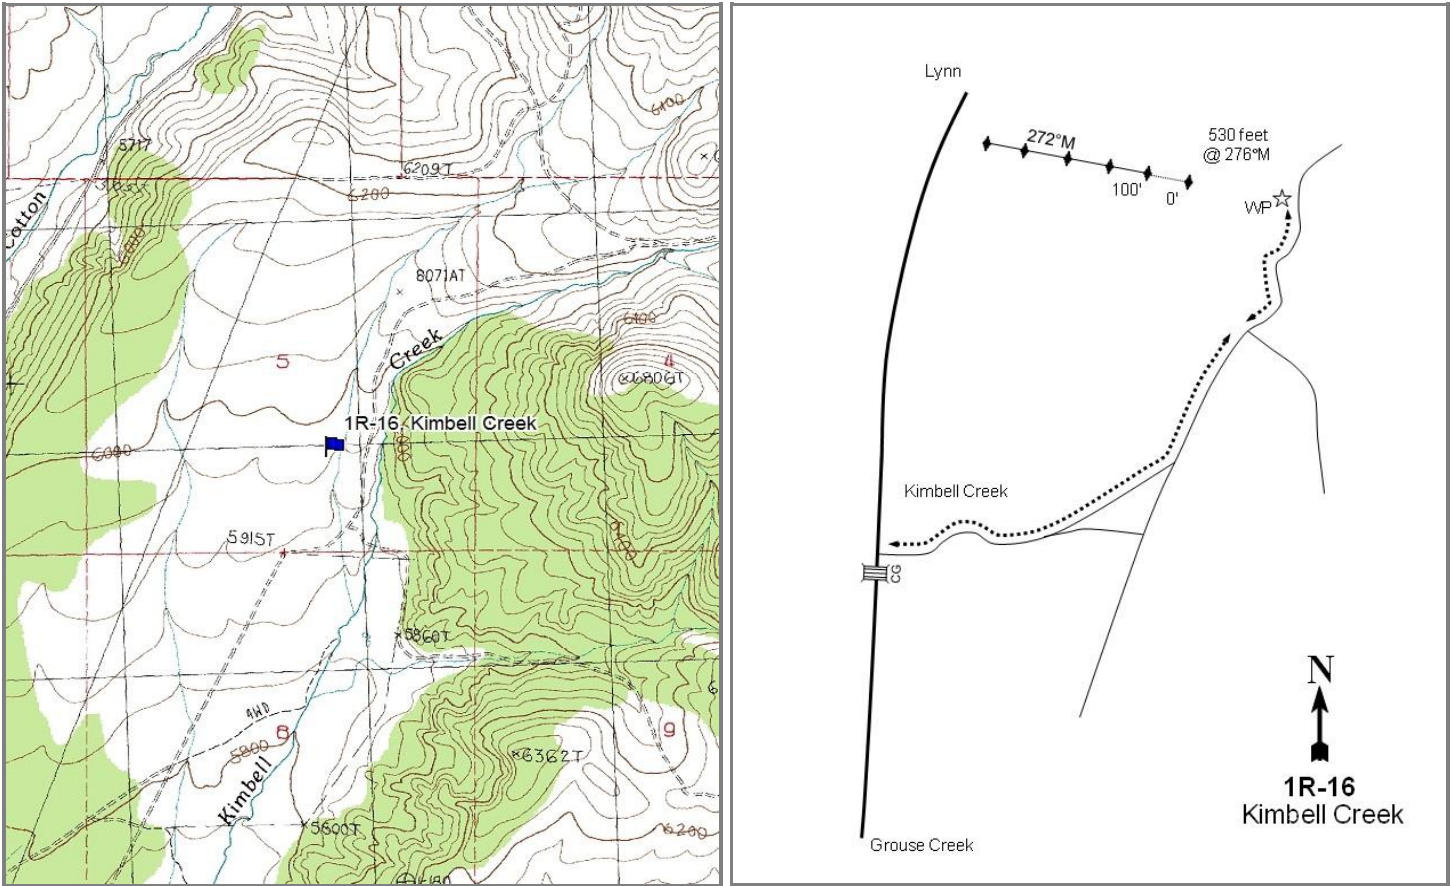 5717
Cotton
6209T
6200
6400
8071AT
Creek
6400
5
4
6806T
1R-16, Kimbell Creek
6000
5915T
5860T
4WD
5800
8
9
Kimbell
6362T
5600T
6200
Lynn
272°M
530 feet
@ 276°M
100'
0'
WP
Kimbell Creek
CG
N
1R-16
Kimbell Creek
Grouse Creek